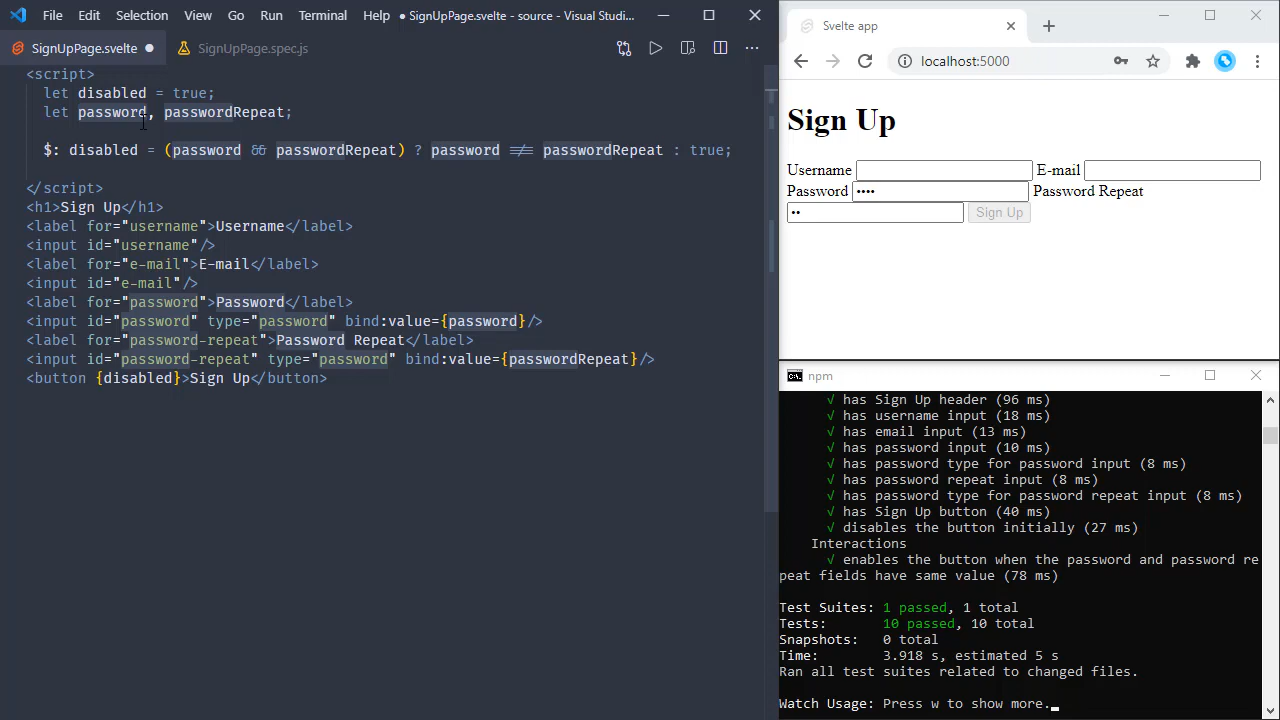 File Edit Selection View Go Run Terminal Help ● SignUpPage.svelte - source - Visual Studi...
SignUpPage.svelte ●
SignUpPage.spec.js
<script>
let disabled = true;
let password, passwordRepeat;
$: disabled = (password && passwordRepeat) ? password !== passwordRepeat : true;
</script>
<h1>Sign Up</h1>
<label for="username">Username</label>
<input id="username"/>
<label for="e-mail">E-mail</label>
<input id="e-mail"/>
<label for="password">Password</label>
<input id="password" type="password" bind:value={password}/>
<label for="password-repeat">Password Repeat</label>
<input id="password-repeat" type="password" bind:value={passwordRepeat}/>
<button {disabled}>Sign Up</button>
Svelte app
localhost:5000
Sign Up
Username E-mail
Password •••• Password Repeat
•• Sign Up
C:\. npm
√ has Sign Up header (96 ms)
√ has username input (18 ms)
√ has email input (13 ms)
√ has password input (10 ms)
√ has password type for password input (8 ms)
√ has password repeat input (8 ms)
√ has password type for password repeat input (8 ms)
√ has Sign Up button (40 ms)
√ disables the button initially (27 ms)
Interactions
√ enables the button when the password and password re
peat fields have same value (78 ms)
Test Suites: 1 passed, 1 total
Tests: 10 passed, 10 total
Snapshots: 0 total
Time: 3.918 s, estimated 5 s
Ran all test suites related to changed files.
Watch Usage: Press w to show more.